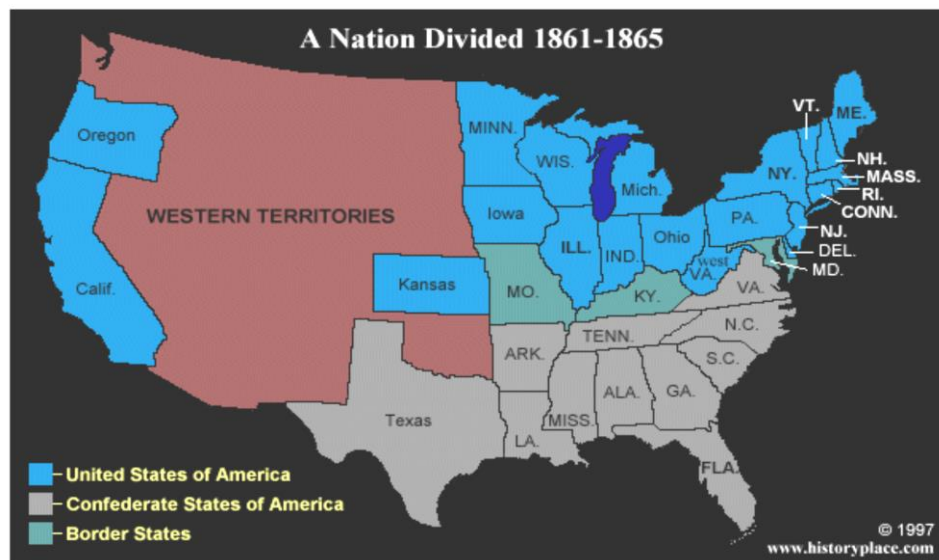 A Nation Divided 1861-1865
VT.
ME.
Oregon
MINN.
WIS.
Mich.
NY.
NH.
MASS.
RI.
CONN.
WESTERN TERRITORIES
Iowa
ILL.
IND.
Ohio
PA.
NJ.
DEL.
MD.
west
VA.
Calif.
Kansas
MO.
KY.
VA.
ARK.
TENN.
N.C.
S.C.
Texas
LA.
MISS.
ALA.
GA.
FLA.
United States of America
Confederate States of America
Border States
© 1997
www.historyplace.com